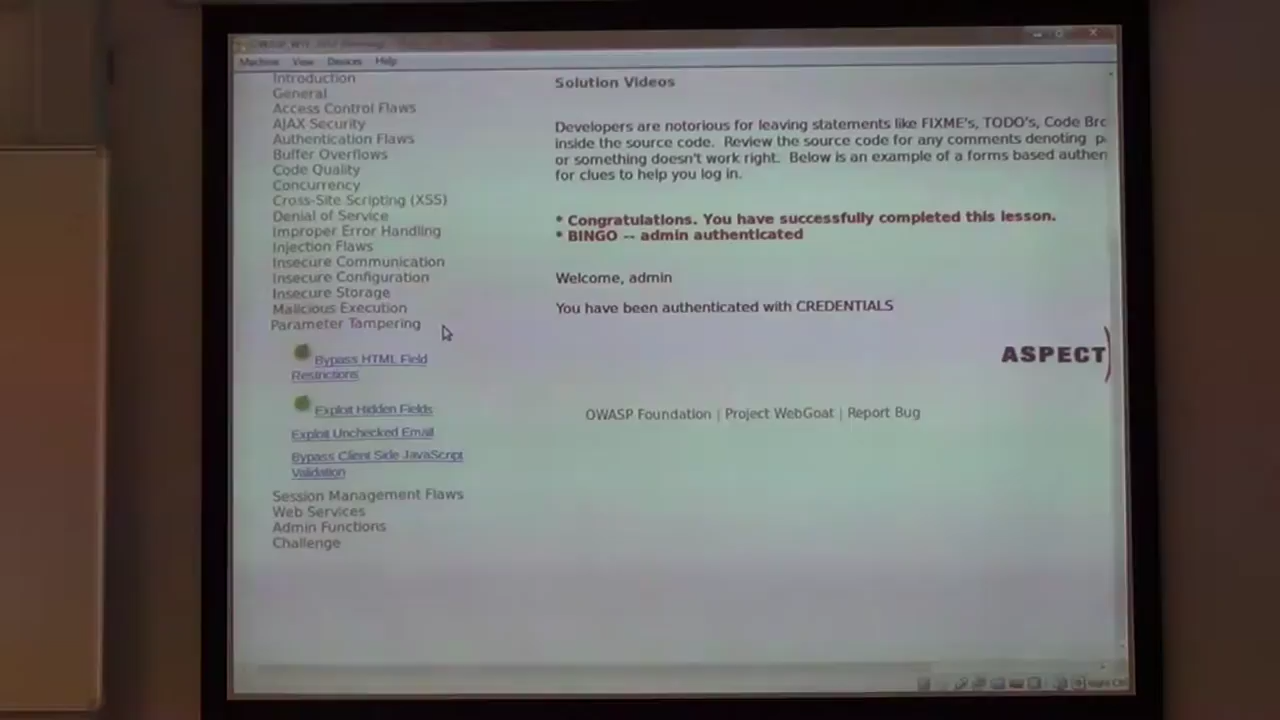 Machine View Devices Help
Introduction
General
Access Control Flaws
AJAX Security
Authentication Flaws
Buffer Overflows
Code Quality
Concurrency
Cross-Site Scripting (XSS)
Denial of Service
Improper Error Handling
Injection Flaws
Insecure Communication
Insecure Configuration
Insecure Storage
Malicious Execution
Parameter Tampering
Bypass HTML Field
Restrictions
Exploit Hidden Fields
Exploit Unchecked Email
Bypass Client Side JavaScript
Validation
Session Management Flaws
Web Services
Admin Functions
Challenge
Solution Videos
Developers are notorious for leaving statements like FIXME's, TODO's, Code Bro
inside the source code. Review the source code for any comments denoting p
or something doesn't work right. Below is an example of a forms based authen
for clues to help you log in.
* Congratulations. You have successfully completed this lesson.
* BINGO -- admin authenticated
Welcome, admin
You have been authenticated with CREDENTIALS
ASPECT
OWASP Foundation | Project WebGoat | Report Bug